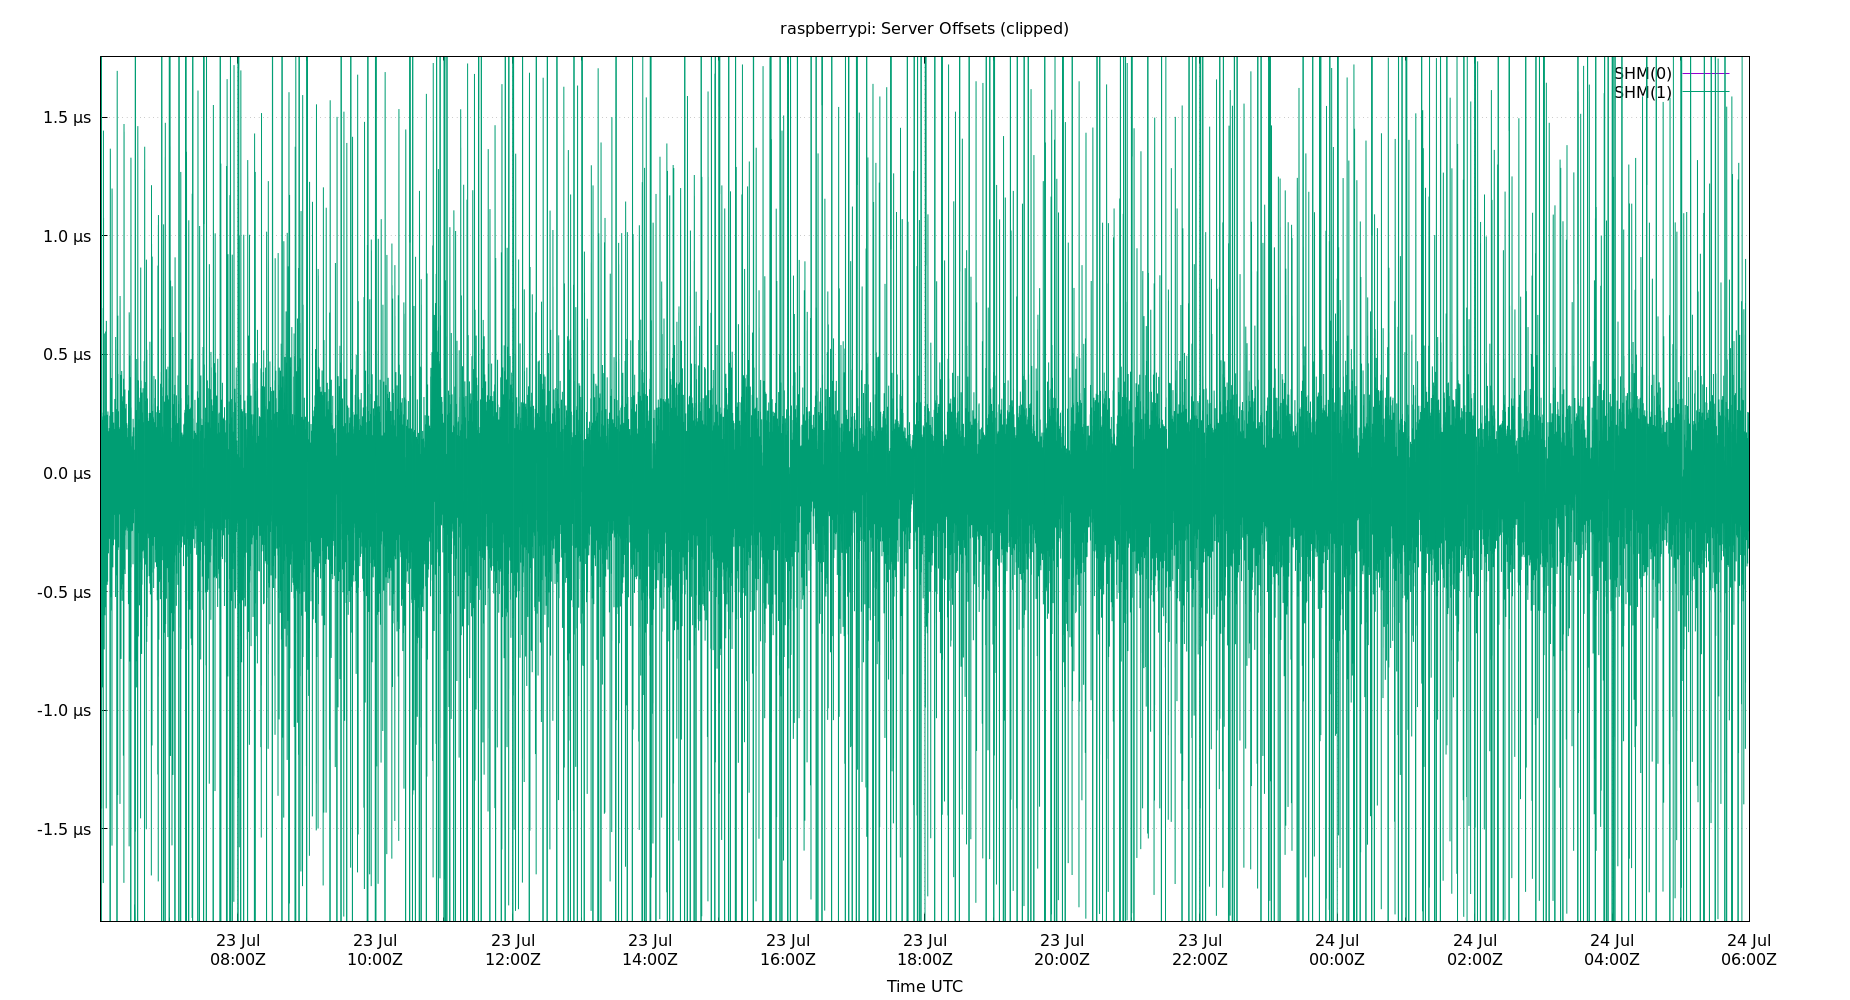 raspberrypi: Server Offsets (clipped)
SHM(0)
SHM(1)
1.5 µs
1.0 µs
0.5 µs
0.0 µs
-0.5 µs
-1.0 µs
-1.5 µs
23 Jul 23 Jul 23 Jul 23 Jul 23 Jul 23 Jul 23 Jul 23 Jul 24 Jul 24 Jul 24 Jul 24 Jul
08:00Z 10:00Z 12:00Z 14:00Z 16:00Z 18:00Z 20:00Z 22:00Z 00:00Z 02:00Z 04:00Z 06:00Z
Time UTC